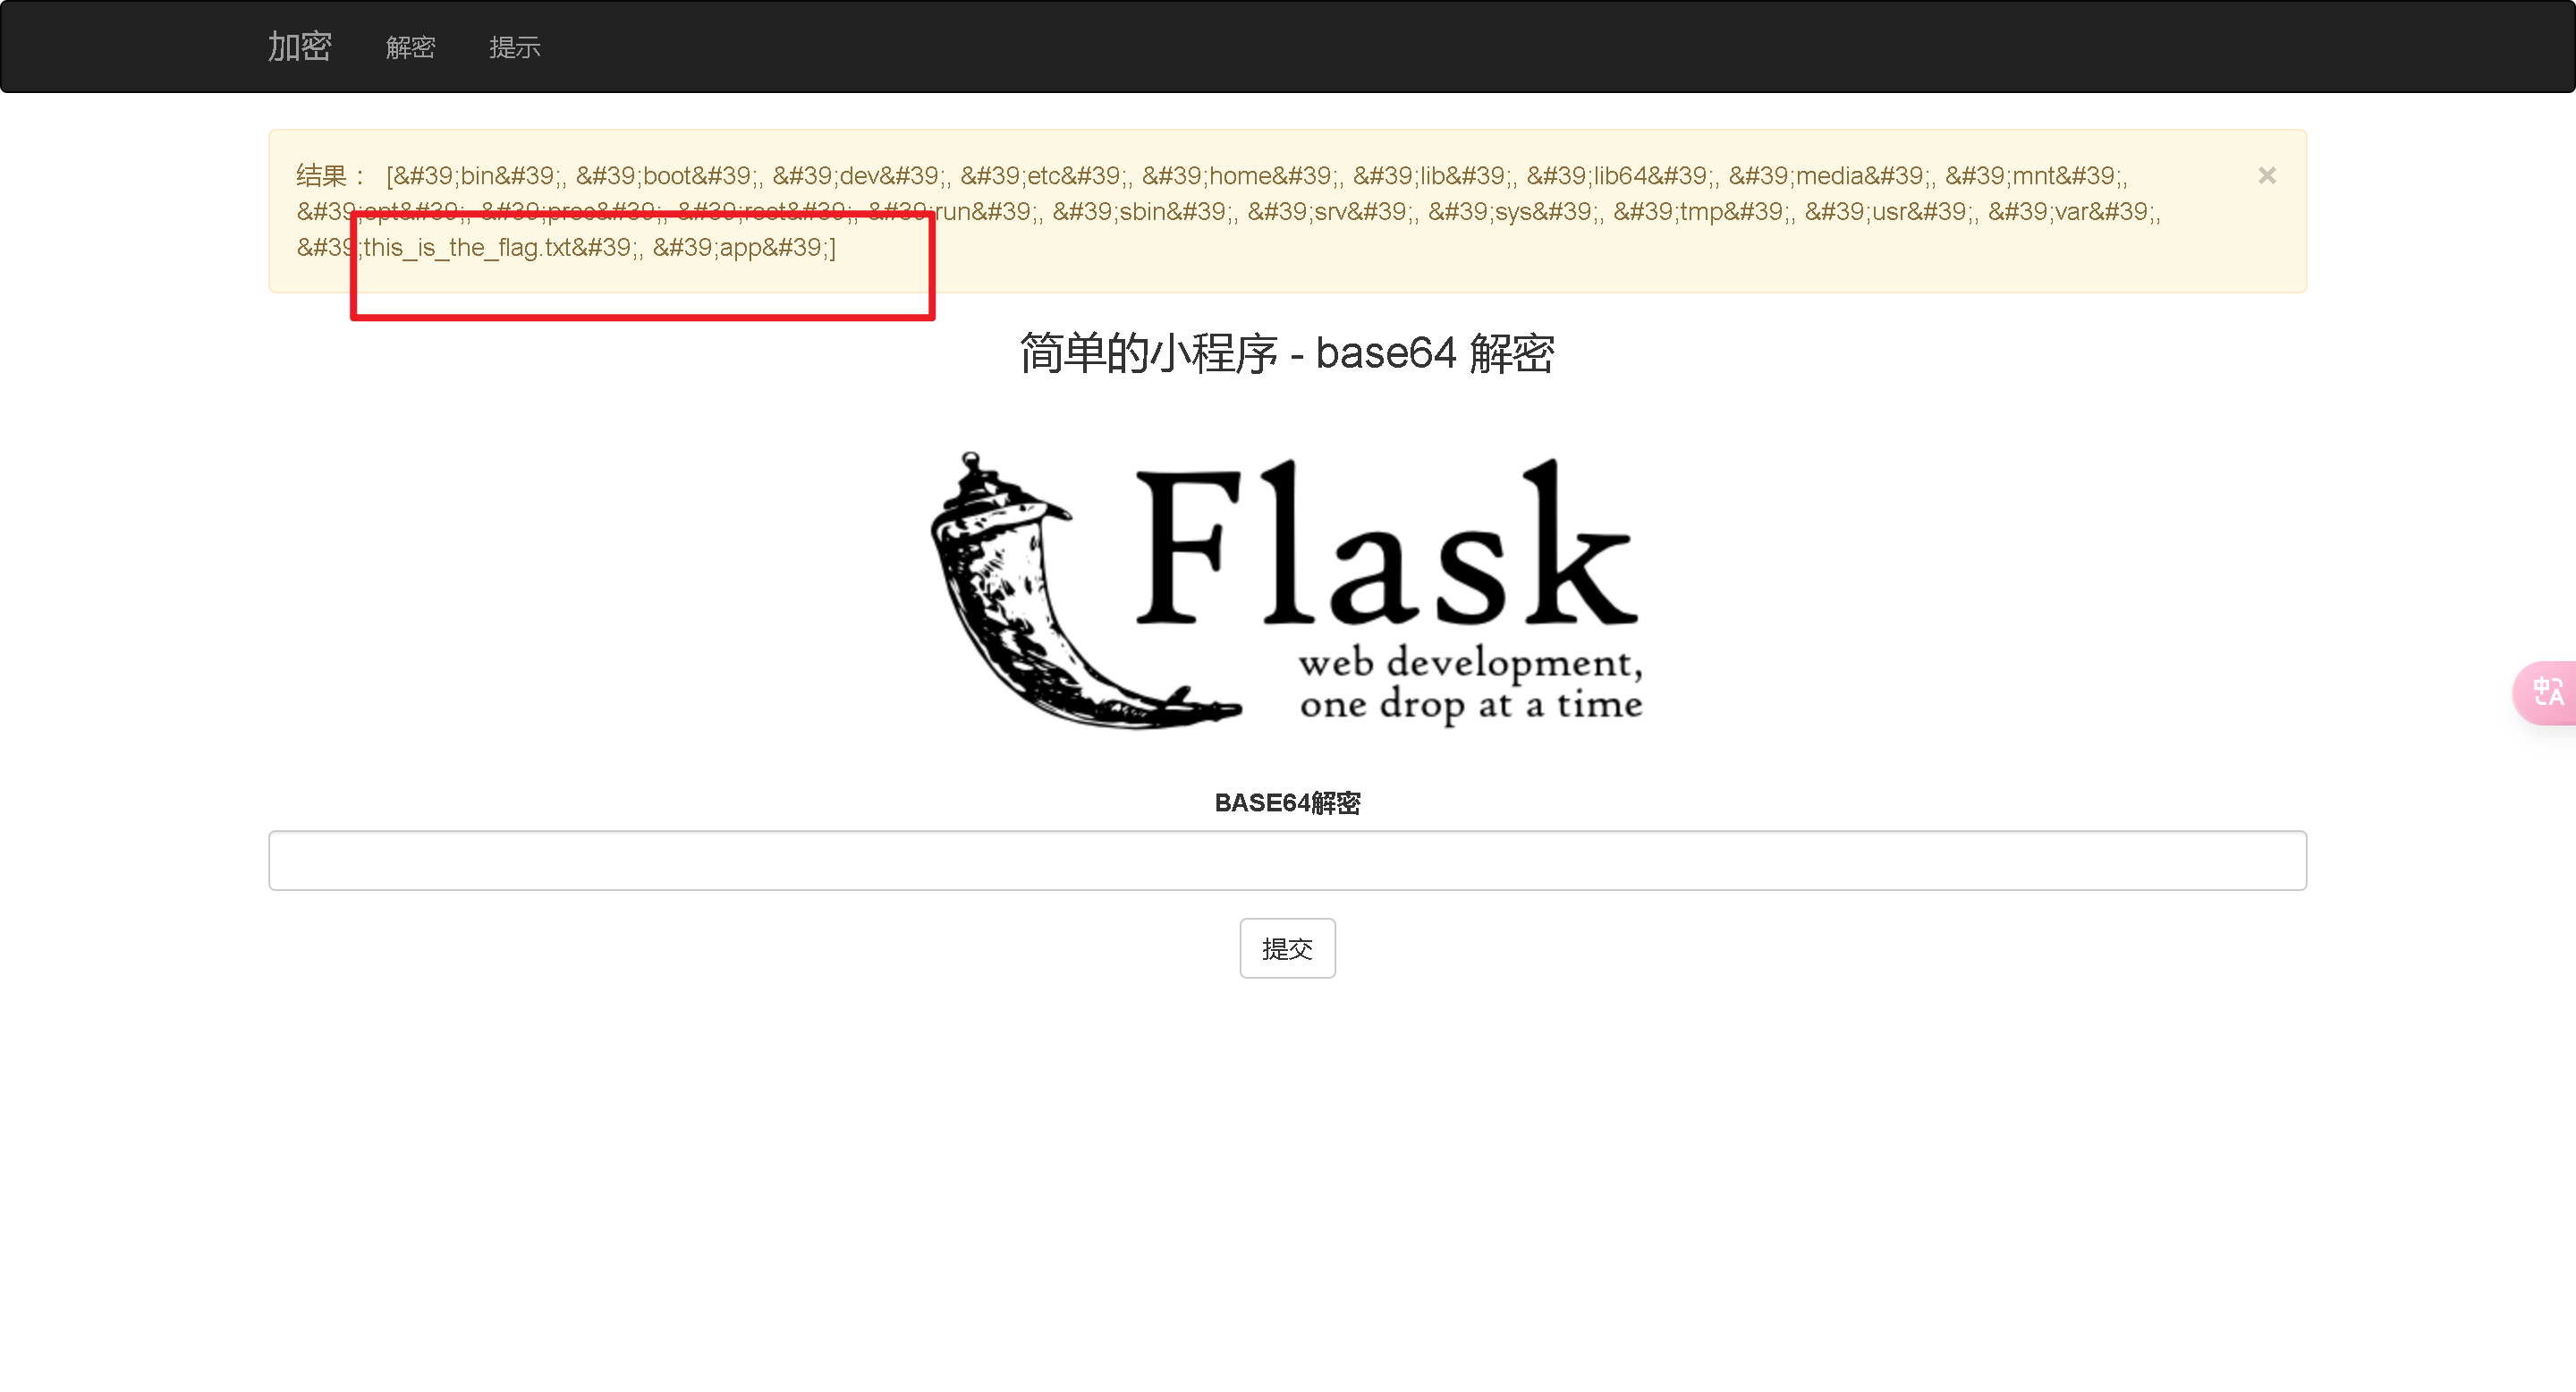 加密 解密 提示
结果 : [&#39;bin&#39;, &#39;boot&#39;, &#39;dev&#39;, &#39;etc&#39;, &#39;home&#39;, &#39;lib&#39;, &#39;lib64&#39;, &#39;media&#39;, &#39;mnt&#39;, ×
&#39;opt&#39;, &#39;proc&#39;, &#39;root&#39;, &#39;run&#39;, &#39;sbin&#39;, &#39;srv&#39;, &#39;sys&#39;, &#39;tmp&#39;, &#39;usr&#39;, &#39;var&#39;,
&#39;this_is_the_flag.txt&#39;, &#39;app&#39;]
简单的小程序 - base64 解密
Flask
web development,
one drop at a time
中A
BASE64解密
提交